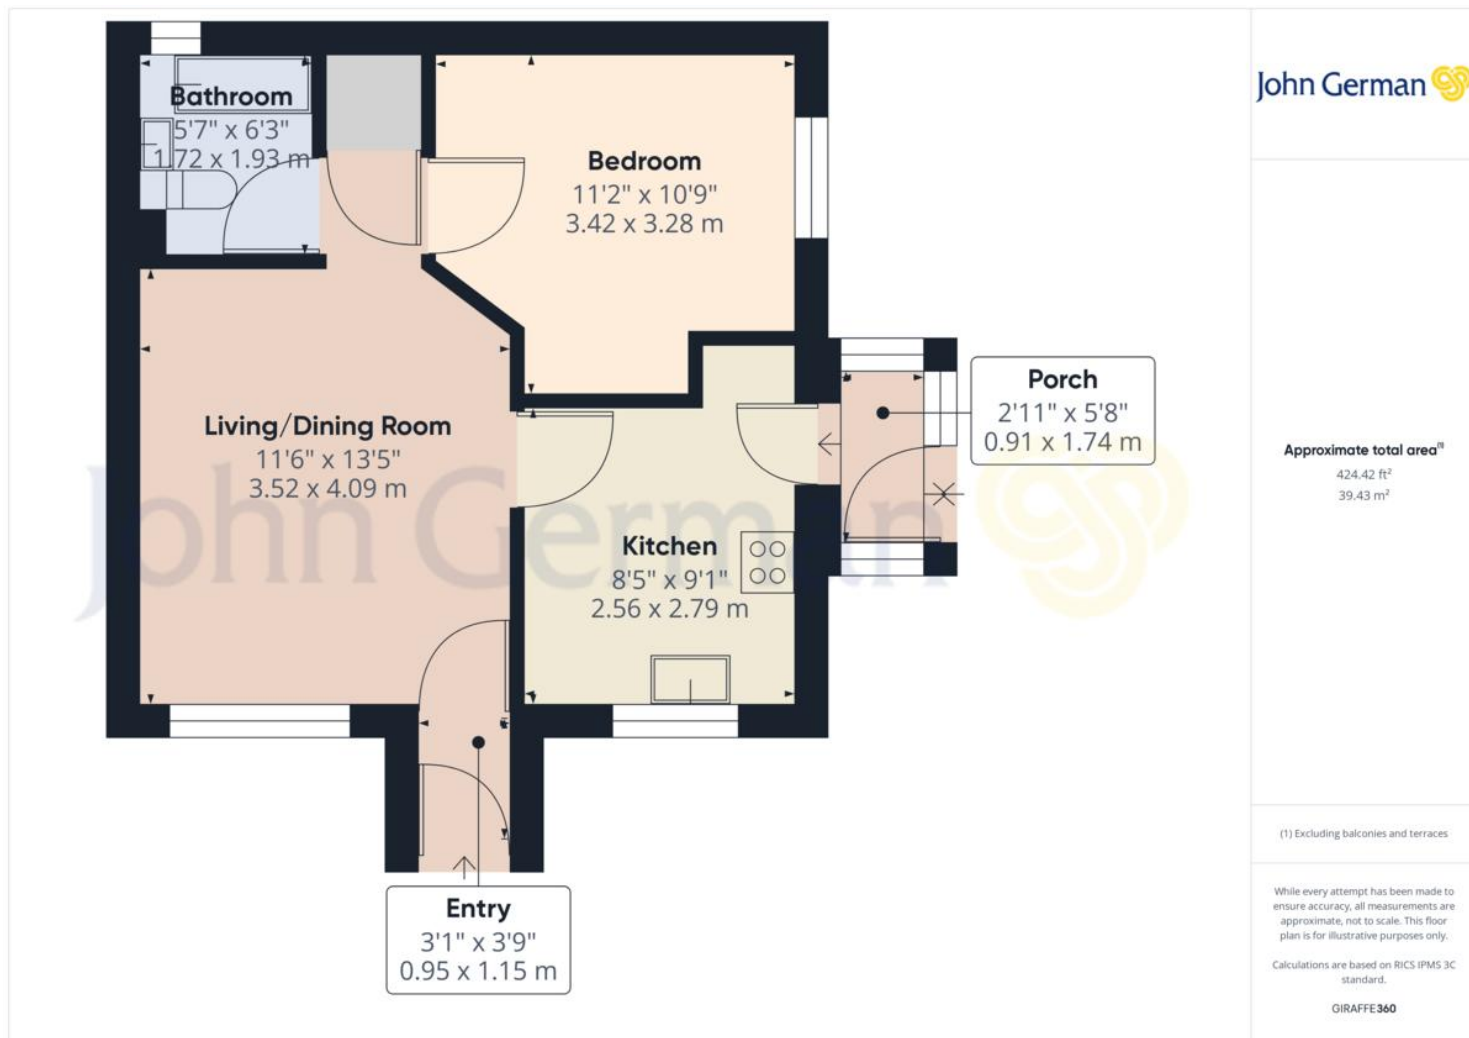 Bathroom
5'7" x 6'3"
1.72 x 1.93 m
Bedroom
11'2" x 10'9"
3.42 x 3.28 m
Living/Dining Room
11'6" x 13'5"
3.52 x 4.09 m
Porch
2'11" x 5'8"
0.91 x 1.74 m
Kitchen
8'5" x 9'1"
2.56 x 2.79 m
Entry
3'1" x 3'9"
0.95 x 1.15 m
John German
John German
Approximate total area(1)
424.42 ft²
39.43 m²
(1) Excluding balconies and terraces
While every attempt has been made to
ensure accuracy, all measurements are
approximate, not to scale. This floor
plan is for illustrative purposes only.
Calculations are based on RICS IPMS 3C
standard.
GIRAFFE360